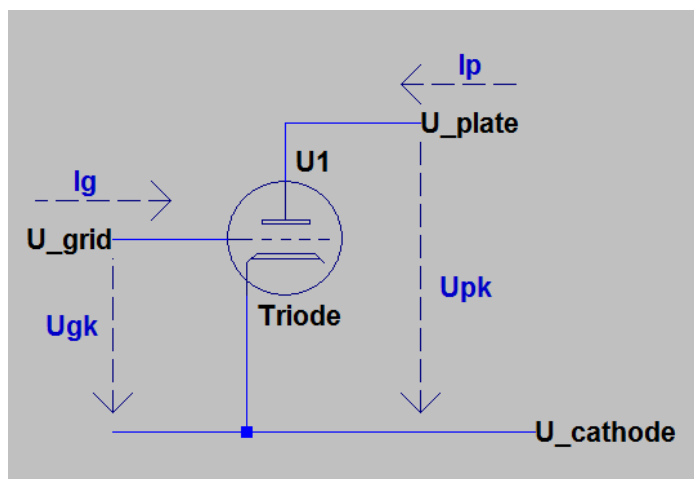 Ip
U_plate
U1
Ig
U_grid
Triode
Ugk
Upk
U_cathode